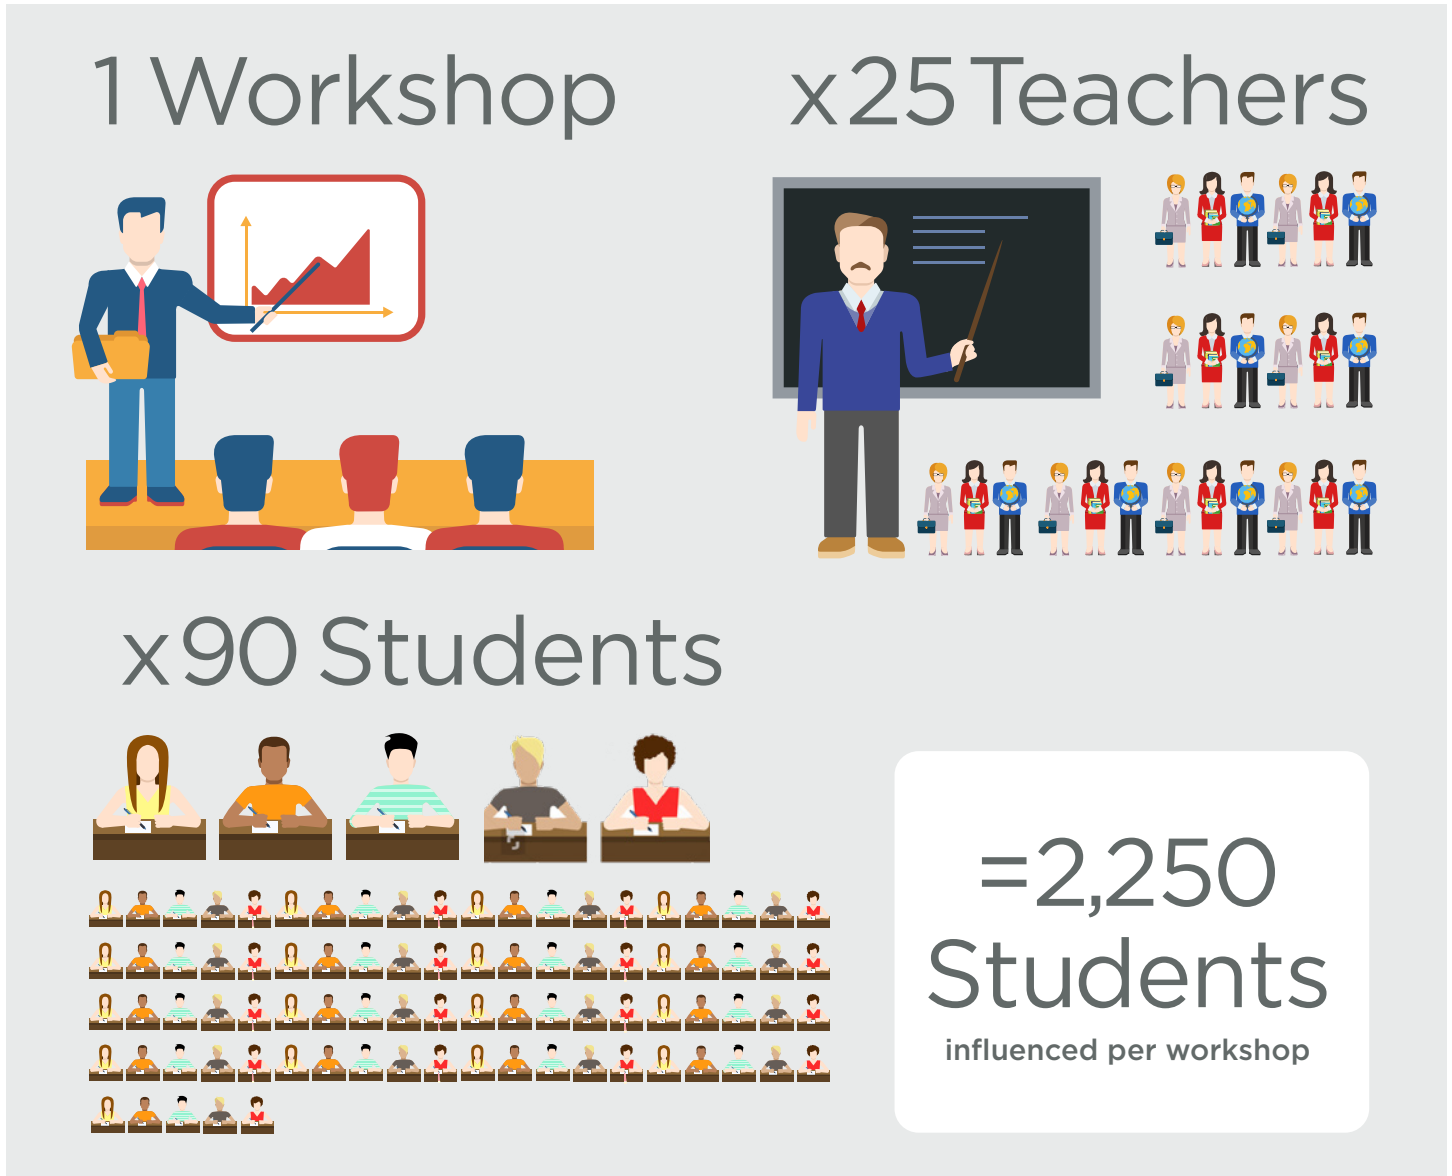 1 Workshop
x25 Teachers
x90 Students
=2,250
Students
influenced per workshop